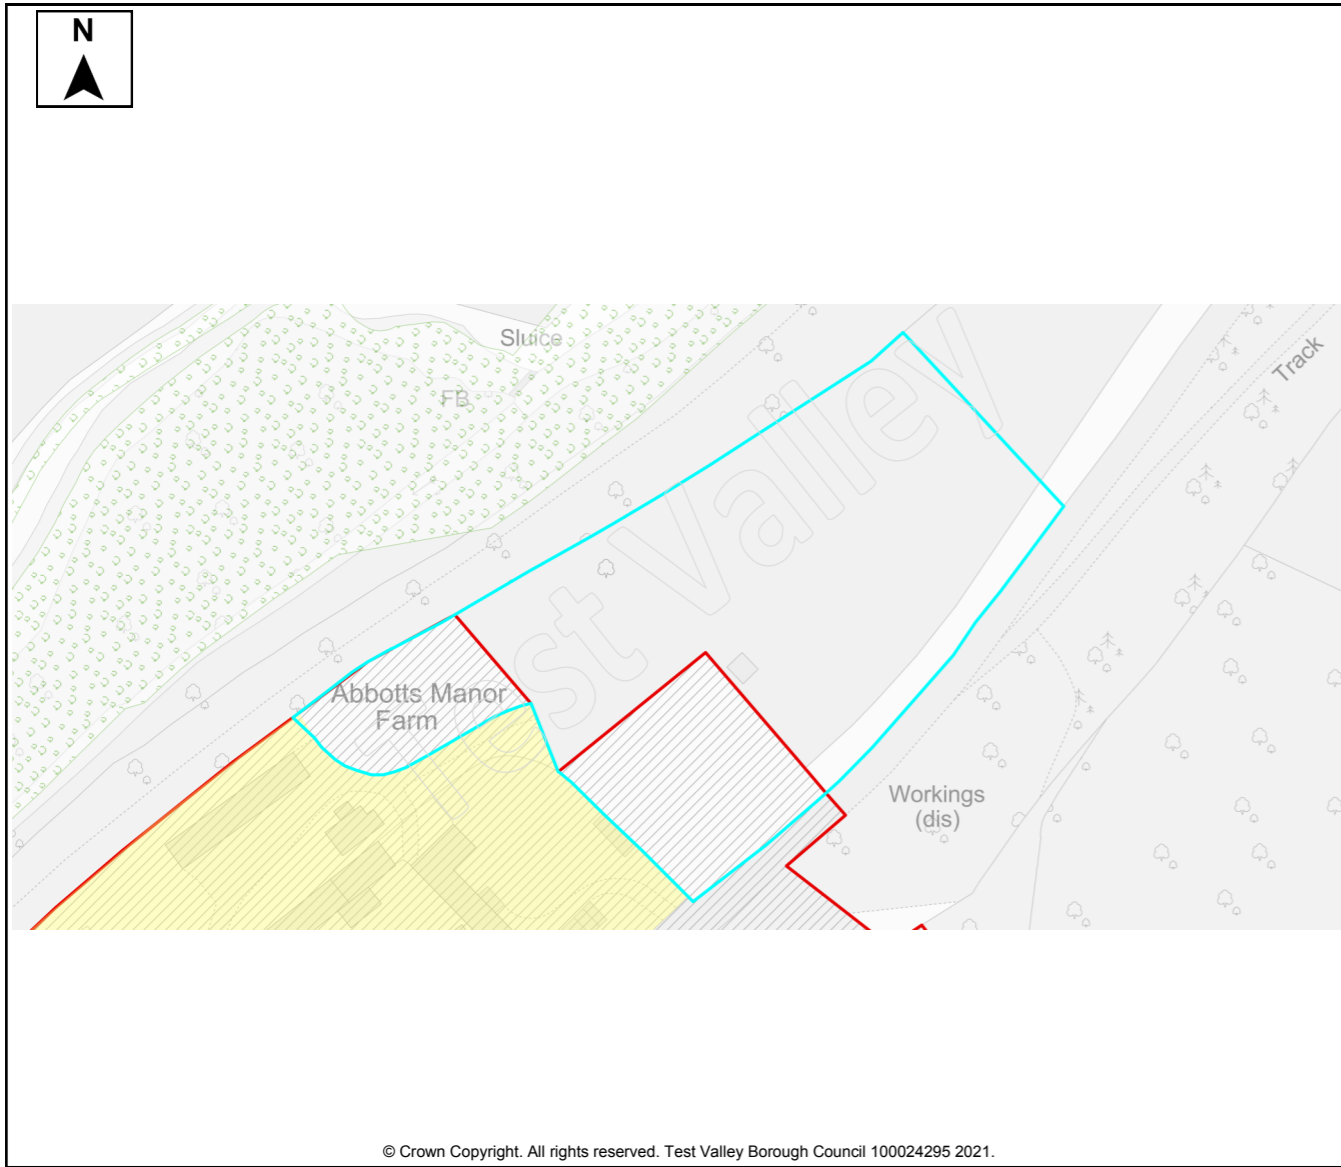 N
Sluice
FB
Track
Test Valley
Abbotts Manor
Farm
Workings
(dis)
© Crown Copyright. All rights reserved. Test Valley Borough Council 100024295 2021.